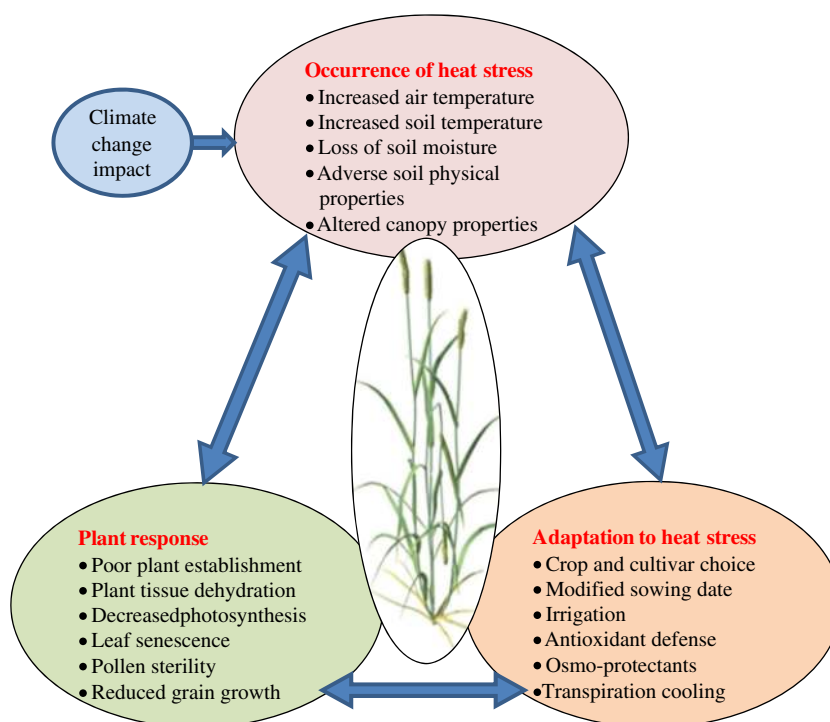 Climate
change
impact
Occurrence of heat stress
• Increased air temperature
• Increased soil temperature
• Loss of soil moisture
• Adverse soil physical
properties
• Altered canopy properties
Plant response
• Poor plant establishment
• Plant tissue dehydration
• Decreasedphotosynthesis
• Leaf senescence
• Pollen sterility
• Reduced grain growth
Adaptation to heat stress
• Crop and cultivar choice
• Modified sowing date
• Irrigation
• Antioxidant defense
• Osmo-protectants
• Transpiration cooling